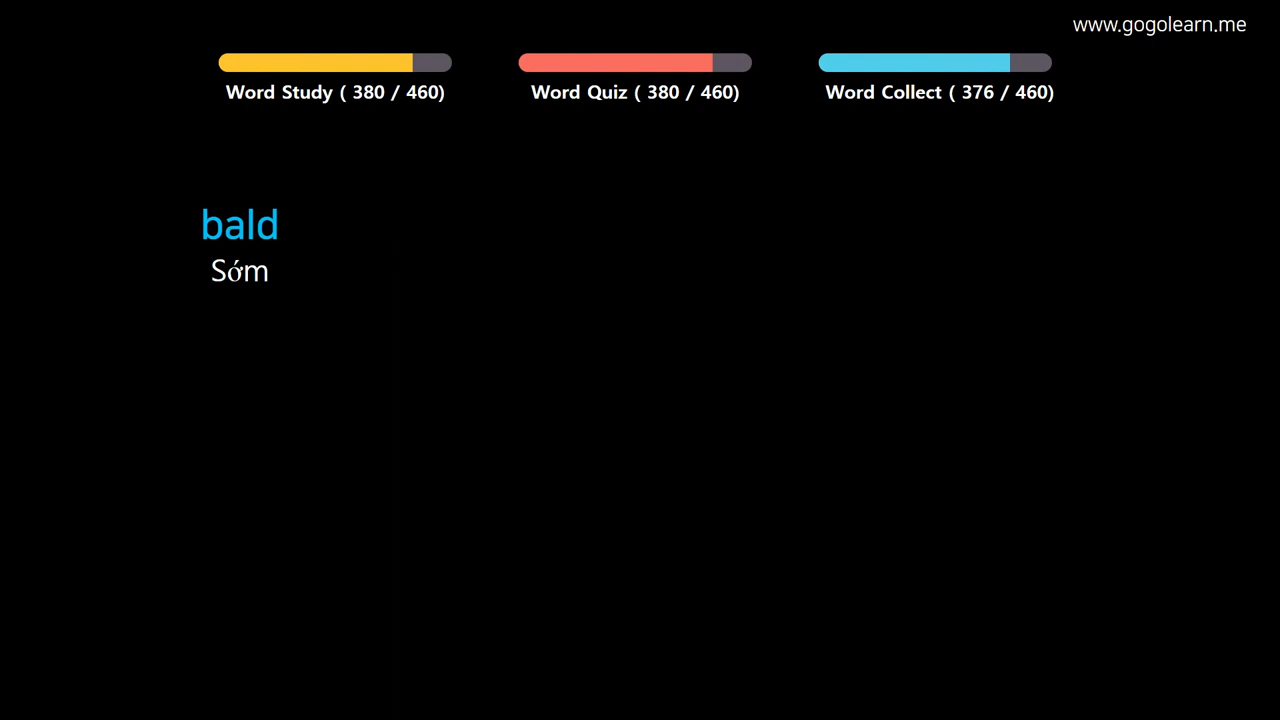 www.gogolearn.me
Word Study ( 380 / 460)
Word Quiz ( 380 / 460)
Word Collect ( 376 / 460)
bald
Sớm